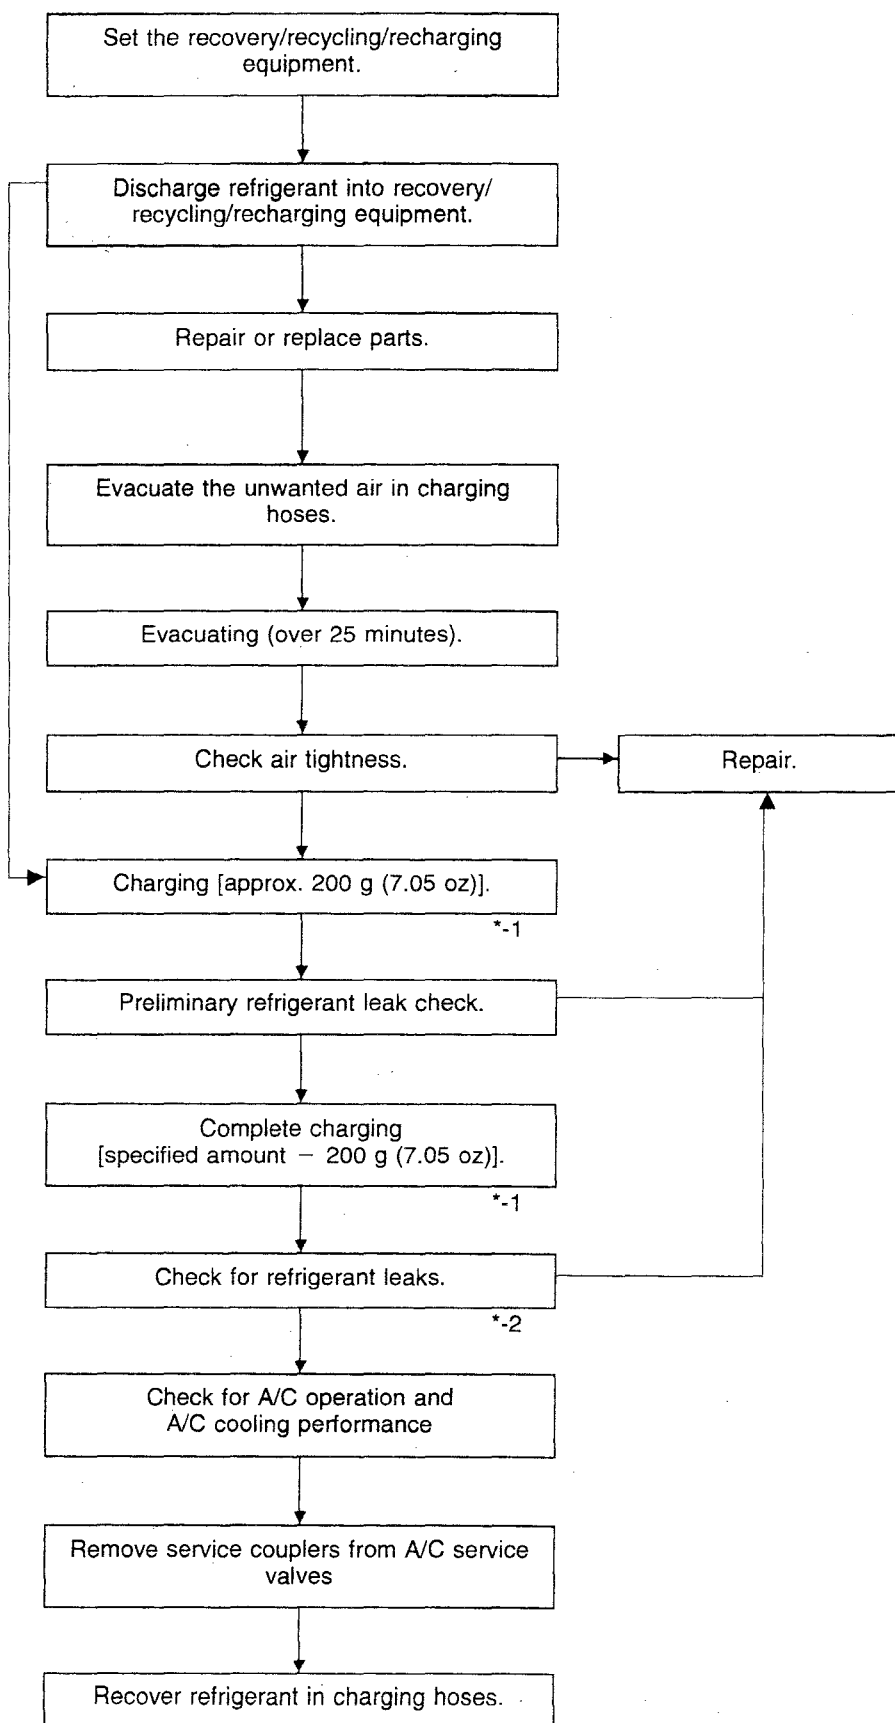 Set the recovery/recycling/recharging
equipment.
Discharge refrigerant into recovery/
recycling/recharging equipment.
Repair or replace parts.
Evacuate the unwanted air in charging
hoses.
Evacuating (over 25 minutes).
Check air tightness.
Repair.
Charging [approx. 200 g (7.05 oz)].
*-1
Preliminary refrigerant leak check.
Complete charging
[specified amount − 200 g (7.05 oz)].
*-1
Check for refrigerant leaks.
*-2
Check for A/C operation and
A/C cooling performance
Remove service couplers from A/C service
valves
Recover refrigerant in charging hoses.